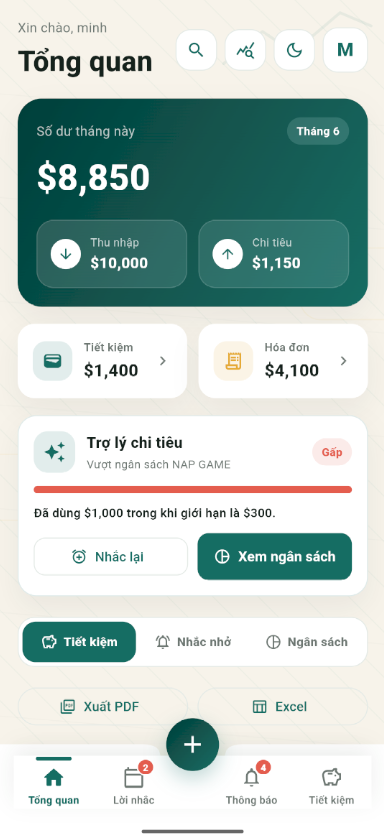 Xin chào, minh
Tổng quan
M
Số dư tháng này
Tháng 6
$8,850
Thu nhập
$10,000
Chi tiêu
$1,150
Tiết kiệm
$1,400
Hóa đơn
$4,100
Trợ lý chi tiêu
Vượt ngân sách NAP GAME
Gấp
Đã dùng $1,000 trong khi giới hạn là $300.
Nhắc lại
Xem ngân sách
Tiết kiệm
Nhắc nhở
Ngân sách
PDF
Xuất PDF
Excel
2
4
Tổng quan
Lời nhắc
Thông báo
Tiết kiệm